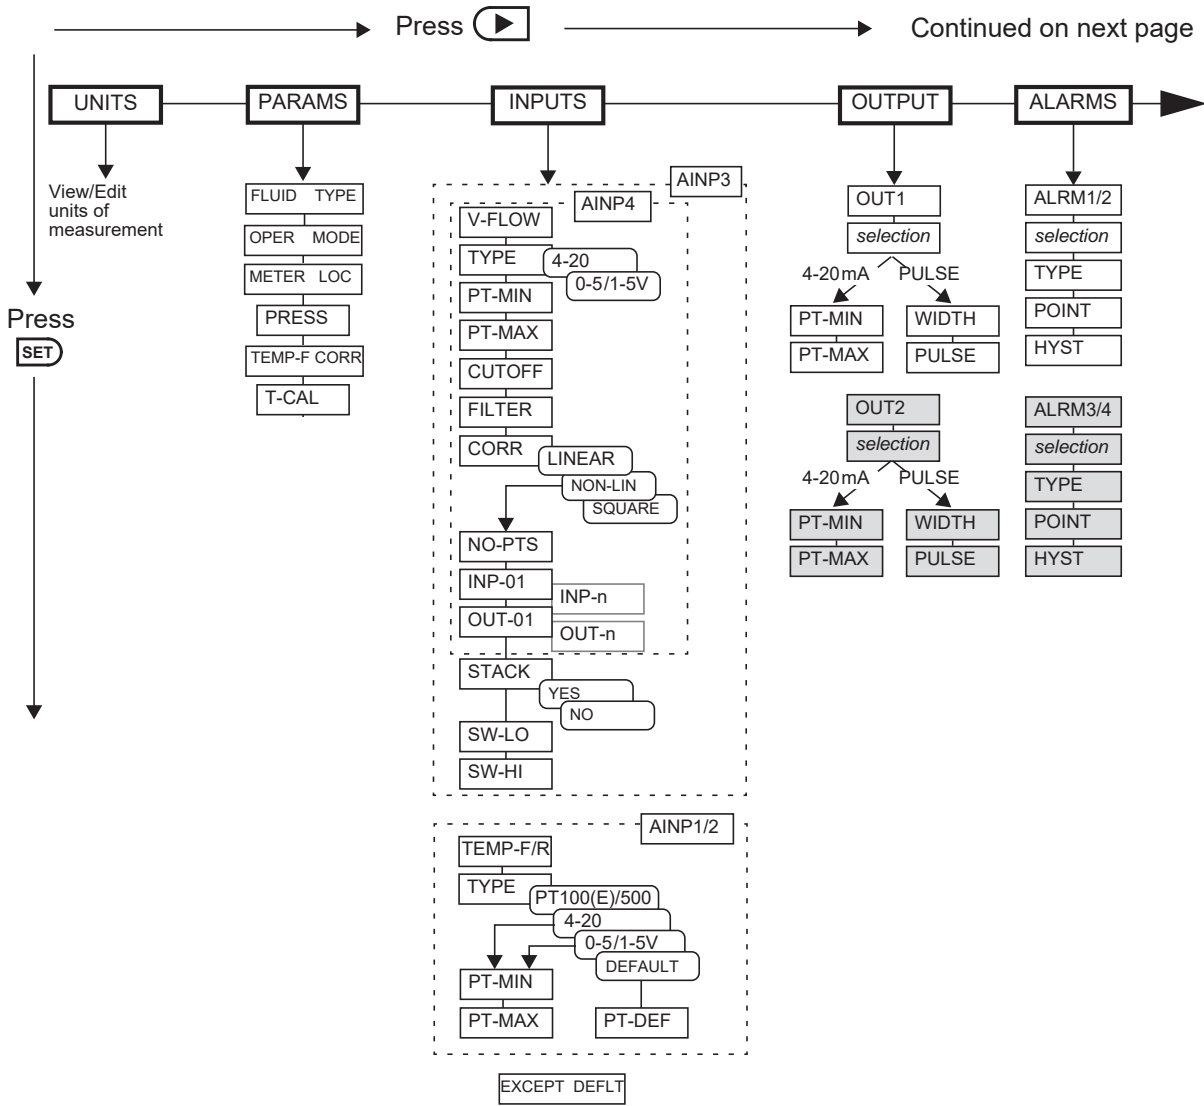 Press
Continued on next page
UNITS
PARAMS
INPUTS
OUTPUT
ALARMS
View/Edit
units of
measurement
Press
SET
FLUID TYPE
OPER MODE
METER LOC
PRESS
TEMP-F CORR
T-CAL
AINP3
AINP4
V-FLOW
TYPE
4-20
0-5/1-5V
PT-MIN
PT-MAX
CUTOFF
FILTER
CORR
LINEAR
NON-LIN
SQUARE
NO-PTS
INP-01
INP-n
OUT-01
OUT-n
STACK
YES
NO
SW-LO
SW-HI
AINP1/2
TEMP-F/R
TYPE
PT100(E)/500
4-20
0-5/1-5V
DEFAULT
PT-MIN
PT-MAX
PT-DEF
EXCEPT DEFLT
OUT1
selection
4-20mA PULSE
PT-MIN WIDTH
PT-MAX PULSE
OUT2
selection
4-20mA PULSE
PT-MIN WIDTH
PT-MAX PULSE
ALRM1/2
selection
TYPE
POINT
HYST
ALRM3/4
selection
TYPE
POINT
HYST